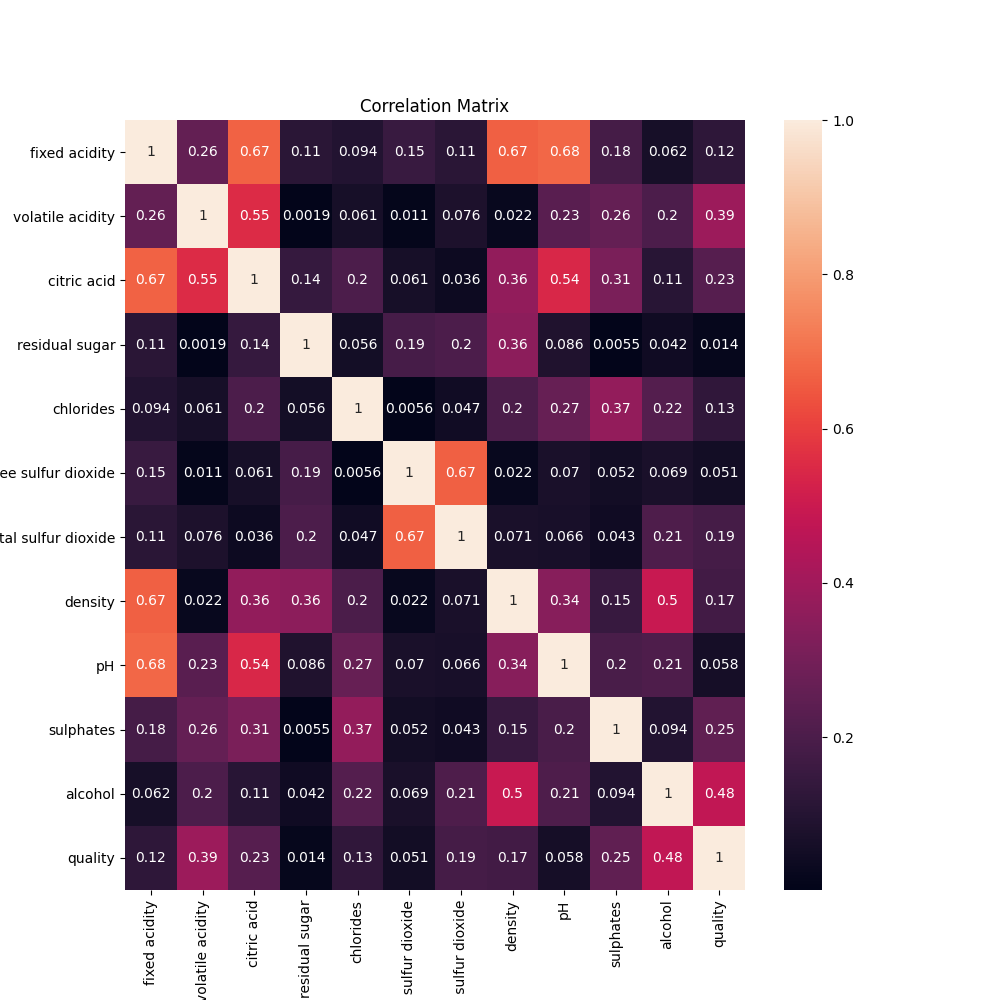 Correlation Matrix
fixed acidity 1 0.26 0.67 0.11 0.094 0.15 0.11 0.67 0.68 0.18 0.062 0.12
volatile acidity 0.26 1 0.55 0.0019 0.061 0.011 0.076 0.022 0.23 0.26 0.2 0.39
citric acid 0.67 0.55 1 0.14 0.2 0.061 0.036 0.36 0.54 0.31 0.11 0.23
residual sugar 0.11 0.0019 0.14 1 0.056 0.19 0.2 0.36 0.086 0.0055 0.042 0.014
chlorides 0.094 0.061 0.2 0.056 1 0.0056 0.047 0.2 0.27 0.37 0.22 0.13
ee sulfur dioxide 0.15 0.011 0.061 0.19 0.0056 1 0.67 0.022 0.07 0.052 0.069 0.051
tal sulfur dioxide 0.11 0.076 0.036 0.2 0.047 0.67 1 0.071 0.066 0.043 0.21 0.19
density 0.67 0.022 0.36 0.36 0.2 0.022 0.071 1 0.34 0.15 0.5 0.17
pH 0.68 0.23 0.54 0.086 0.27 0.07 0.066 0.34 1 0.2 0.21 0.058
sulphates 0.18 0.26 0.31 0.0055 0.37 0.052 0.043 0.15 0.2 1 0.094 0.25
alcohol 0.062 0.2 0.11 0.042 0.22 0.069 0.21 0.5 0.21 0.094 1 0.48
quality 0.12 0.39 0.23 0.014 0.13 0.051 0.19 0.17 0.058 0.25 0.48 1
fixed acidity
volatile acidity
citric acid
residual sugar
chlorides
sulfur dioxide
sulfur dioxide
density
pH
sulphates
alcohol
quality
1.0
0.8
0.6
0.4
0.2